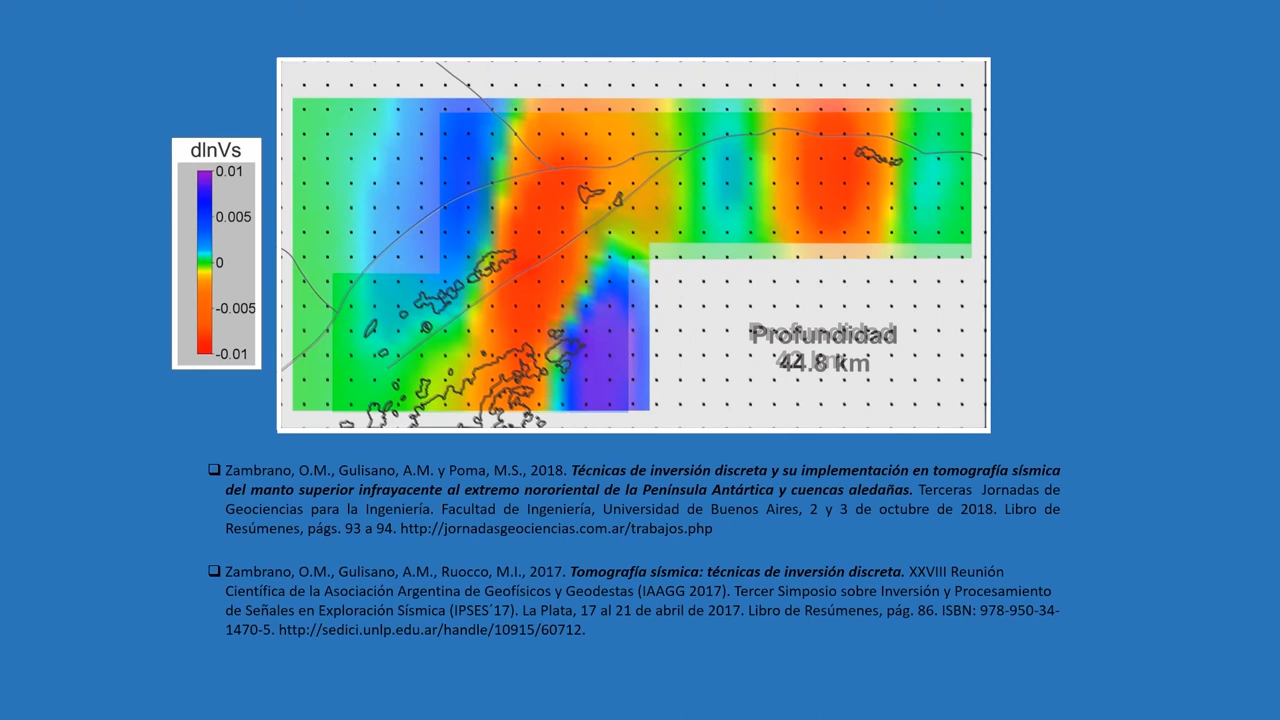 dlnVs
0.01
0.005
0
-0.005
-0.01
Profundidad
44.8 km
❑ Zambrano, O.M., Gulisano, A.M. y Poma, M.S., 2018. Técnicas de inversión discreta y su implementación en tomografía sísmica
del manto superior infrayacente al extremo nororiental de la Península Antártica y cuencas aledañas. Terceras Jornadas de
Geociencias para la Ingeniería. Facultad de Ingeniería, Universidad de Buenos Aires, 2 y 3 de octubre de 2018. Libro de
Resúmenes, págs. 93 a 94. http://jornadasgeociencias.com.ar/trabajos.php
❑ Zambrano, O.M., Gulisano, A.M., Ruocco, M.I., 2017. Tomografía sísmica: técnicas de inversión discreta. XXVIII Reunión
Científica de la Asociación Argentina de Geofísicos y Geodestas (IAAGG 2017). Tercer Simposio sobre Inversión y Procesamiento
de Señales en Exploración Sísmica (IPSES´17). La Plata, 17 al 21 de abril de 2017. Libro de Resúmenes, pág. 86. ISBN: 978-950-34-
1470-5. http://sedici.unlp.edu.ar/handle/10915/60712.